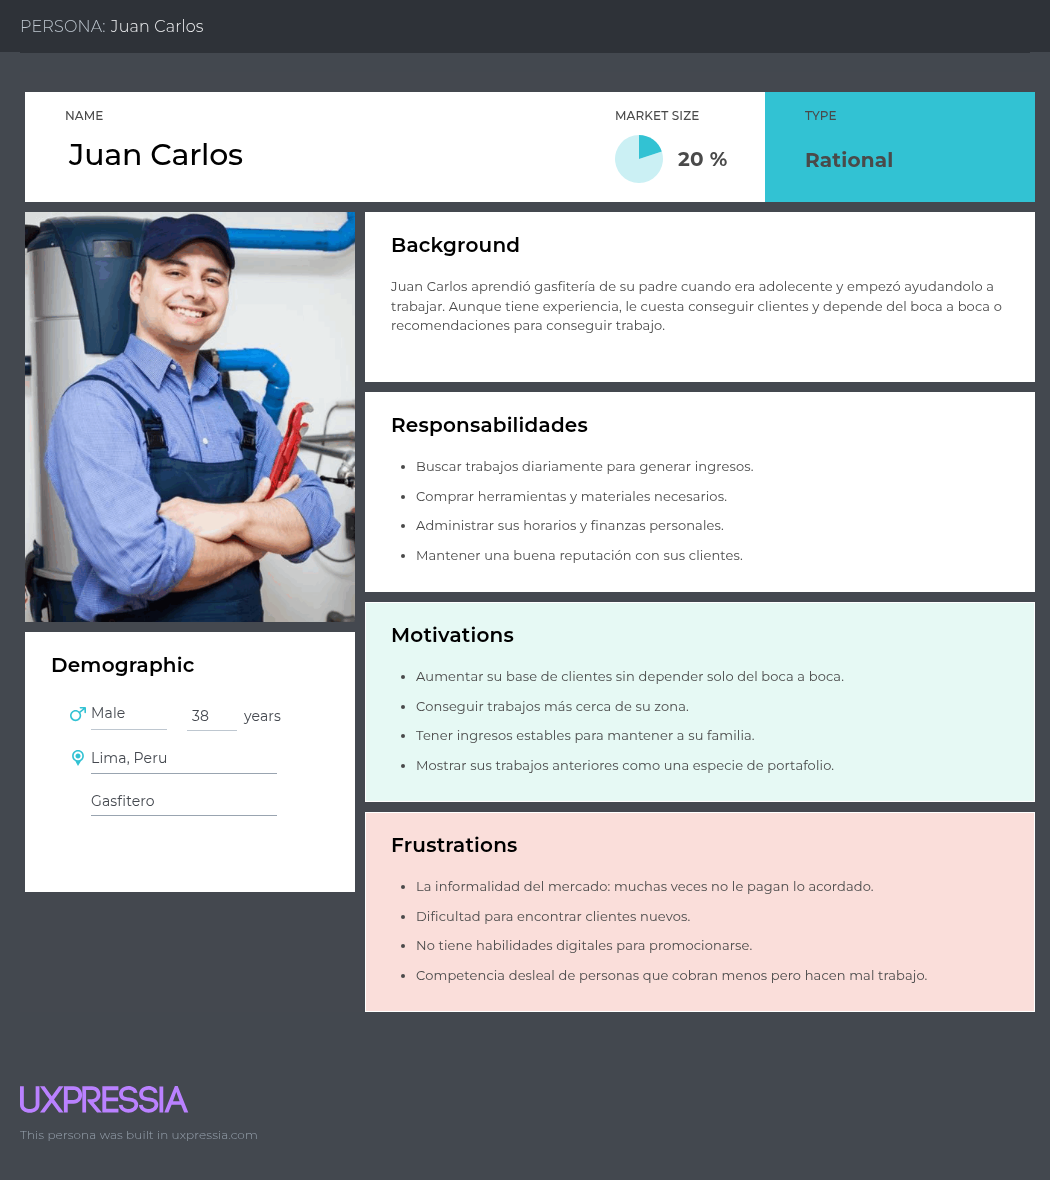 PERSONA: Juan Carlos
NAME
Juan Carlos
MARKET SIZE
20 %
TYPE
Rational
Background
Juan Carlos aprendió gasfitería de su padre cuando era adolecente y empezó ayudandolo a
trabajar. Aunque tiene experiencia, le cuesta conseguir clientes y depende del boca a boca o
recomendaciones para conseguir trabajo.
Responsabilidades
• Buscar trabajos diariamente para generar ingresos.
• Comprar herramientas y materiales necesarios.
• Administrar sus horarios y finanzas personales.
• Mantener una buena reputación con sus clientes.
Demographic
Male
38 years
Lima, Peru
Gasfitero
Motivations
• Aumentar su base de clientes sin depender solo del boca a boca.
• Conseguir trabajos más cerca de su zona.
• Tener ingresos estables para mantener a su familia.
• Mostrar sus trabajos anteriores como una especie de portafolio.
Frustrations
• La informalidad del mercado: muchas veces no le pagan lo acordado.
• Dificultad para encontrar clientes nuevos.
• No tiene habilidades digitales para promocionarse.
• Competencia desleal de personas que cobran menos pero hacen mal trabajo.
UXPRESSIA
This persona was built in uxpressia.com